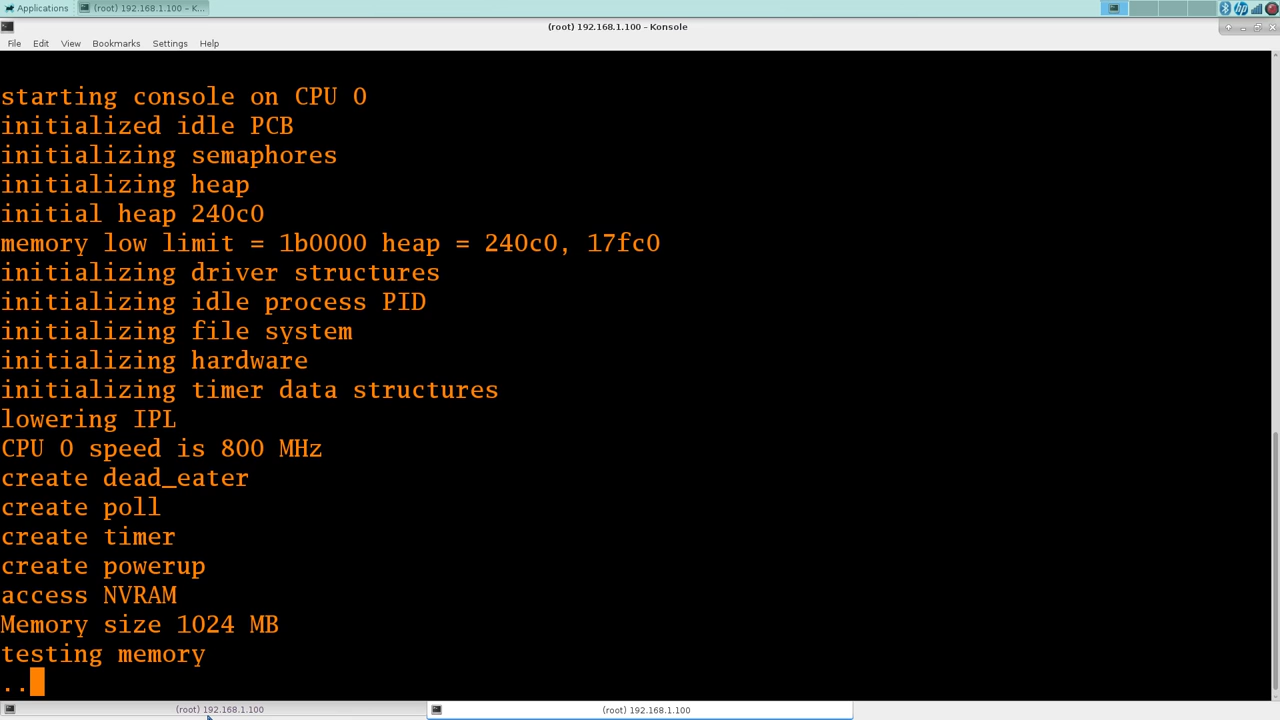 Applications (root) 192.168.1.100 – K...
(root) 192.168.1.100 – Konsole
File Edit View Bookmarks Settings Help
starting console on CPU 0
initialized idle PCB
initializing semaphores
initializing heap
initial heap 240c0
memory low limit = 1b0000 heap = 240c0, 17fc0
initializing driver structures
initializing idle process PID
initializing file system
initializing hardware
initializing timer data structures
lowering IPL
CPU 0 speed is 800 MHz
create dead_eater
create poll
create timer
create powerup
access NVRAM
Memory size 1024 MB
testing memory
..
(root) 192.168.1.100 (root) 192.168.1.100